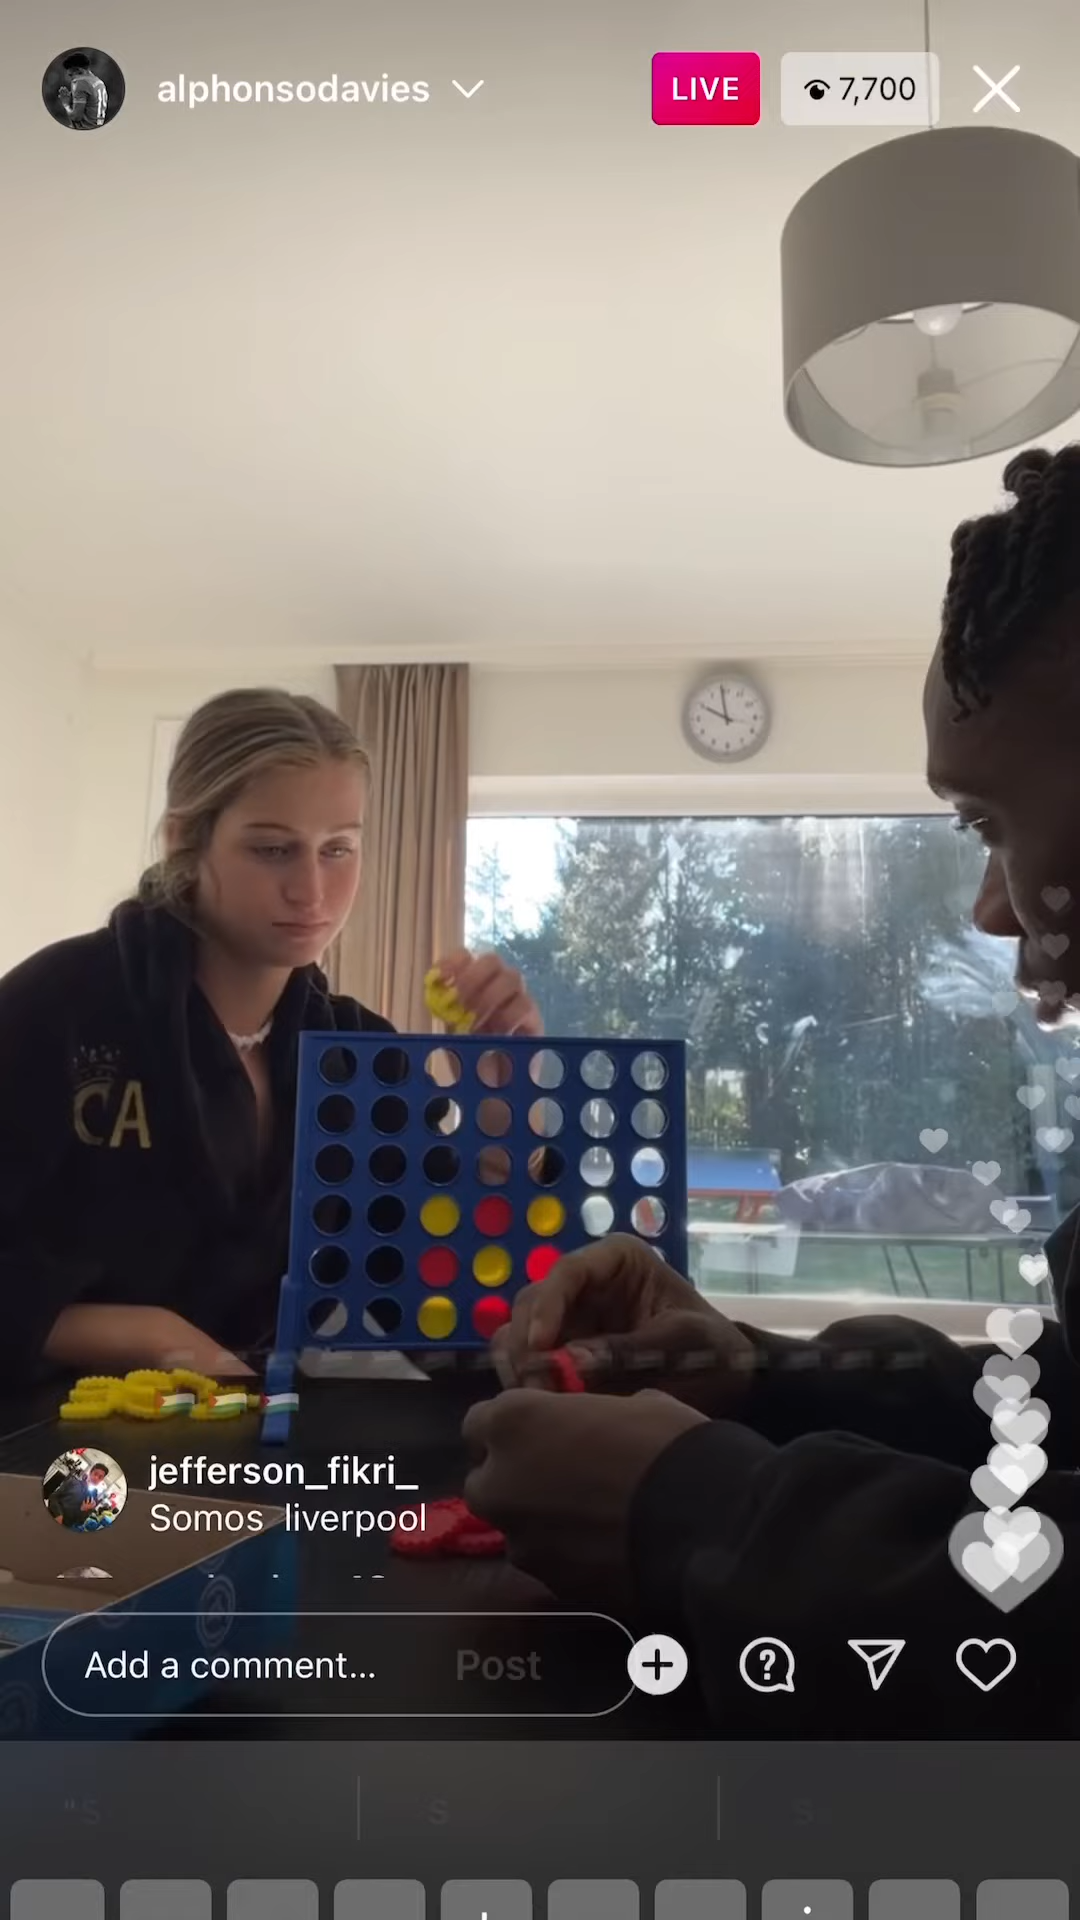 alphonsodavies
LIVE
7,700
CA
jefferson_fikri_
Somos liverpool
Add a comment...
Post
"S
S
S